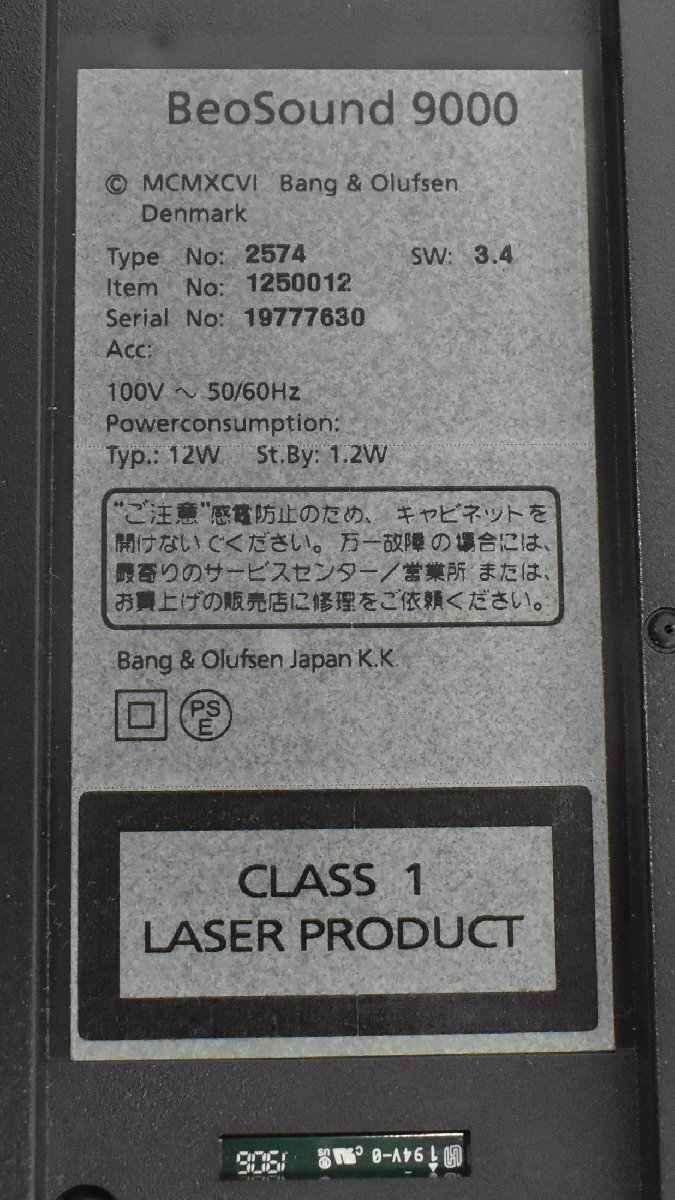 BeoSound 9000
© MCMXCVI Bang & Olufsen
Denmark
Type No: 2574 SW: 3.4
Item No: 1250012
Serial No: 19777630
Acc:
100V ～ 50/60Hz
Powerconsumption:
Typ.: 12W St.By: 1.2W
"ご注意"感電防止のため、キャビネットを
開けないでください。万一故障の場合には、
最寄りのサービスセンター／営業所または、
お買上げの販売店に修理をご依頼ください。
Bang & Olufsen Japan K.K.
PS
E
CLASS 1
LASER PRODUCT
94V-0
1906